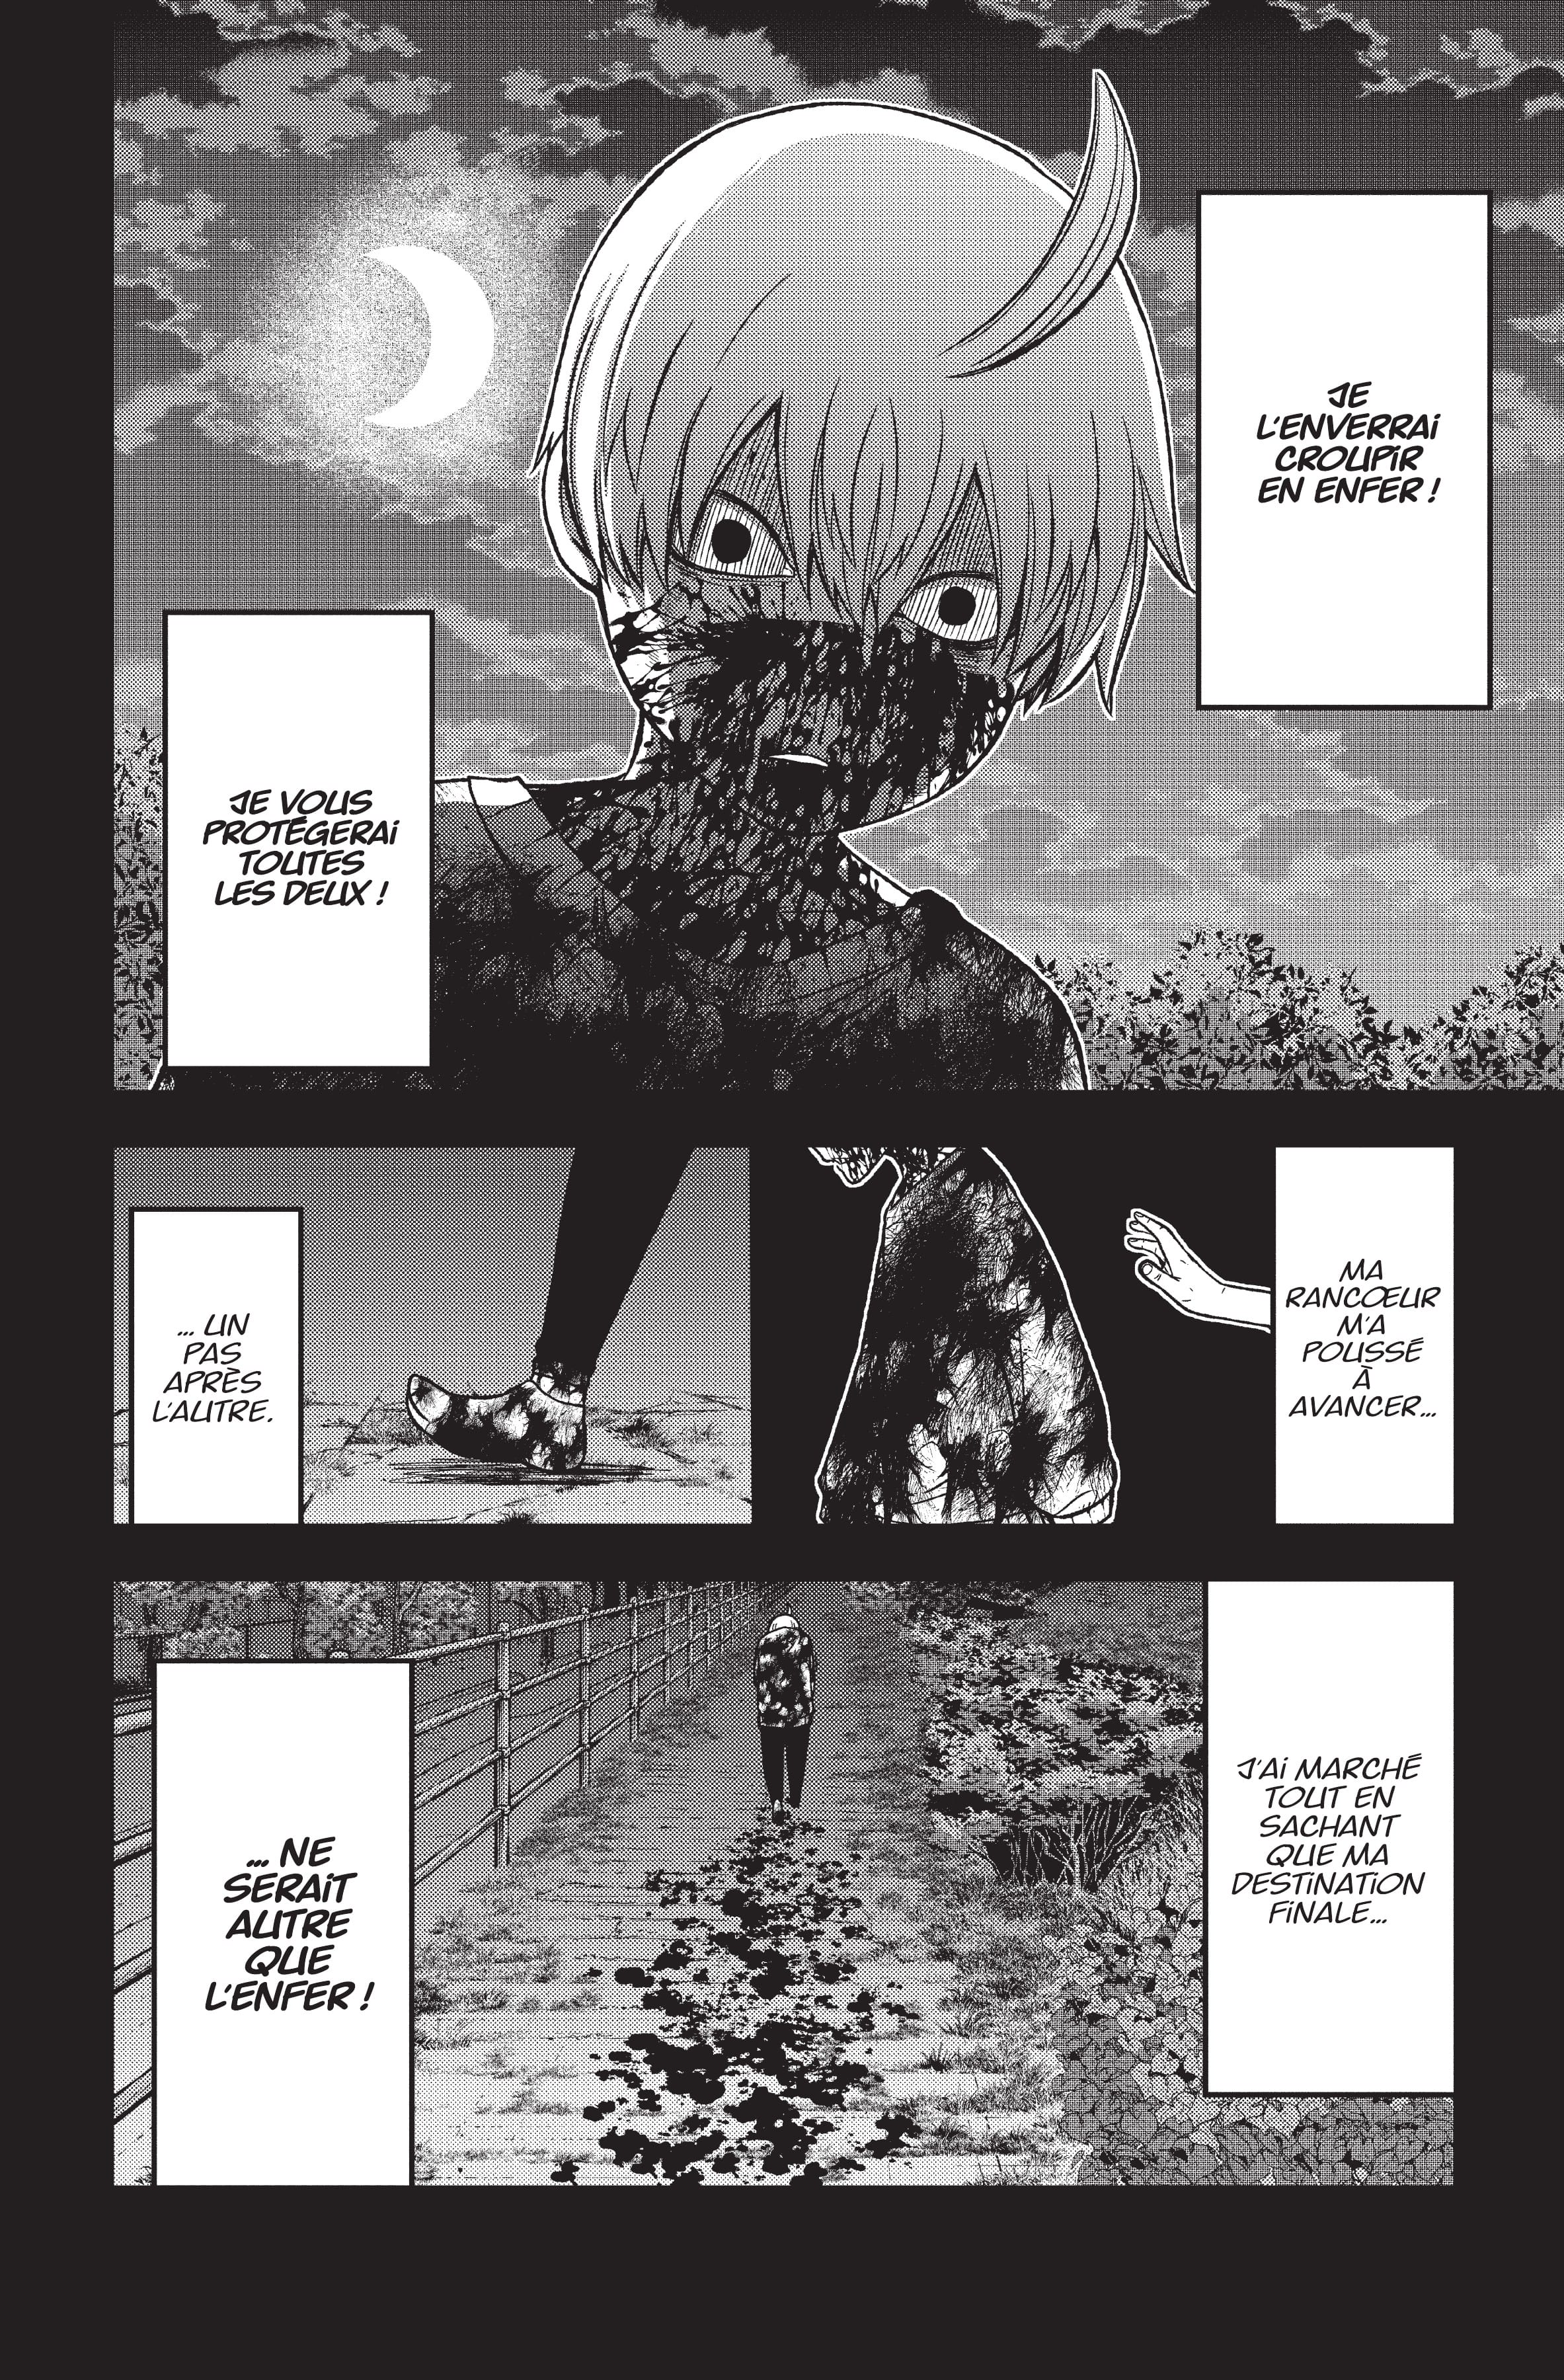 JE
L'ENVERRAI
CROUPIR
EN ENFER !
JE VOUS
PROTÉGERAI
TOUTES
LES DEUX !
MA
RANCŒUR
M'A
POUSSÉ
À
AVANCER...
... UN
PAS
APRÈS
L'AUTRE.
J'AI MARCHÉ
TOUT EN
SACHANT
QUE MA
DESTINATION
FINALE...
... NE
SERAIT
AUTRE
QUE
L'ENFER !